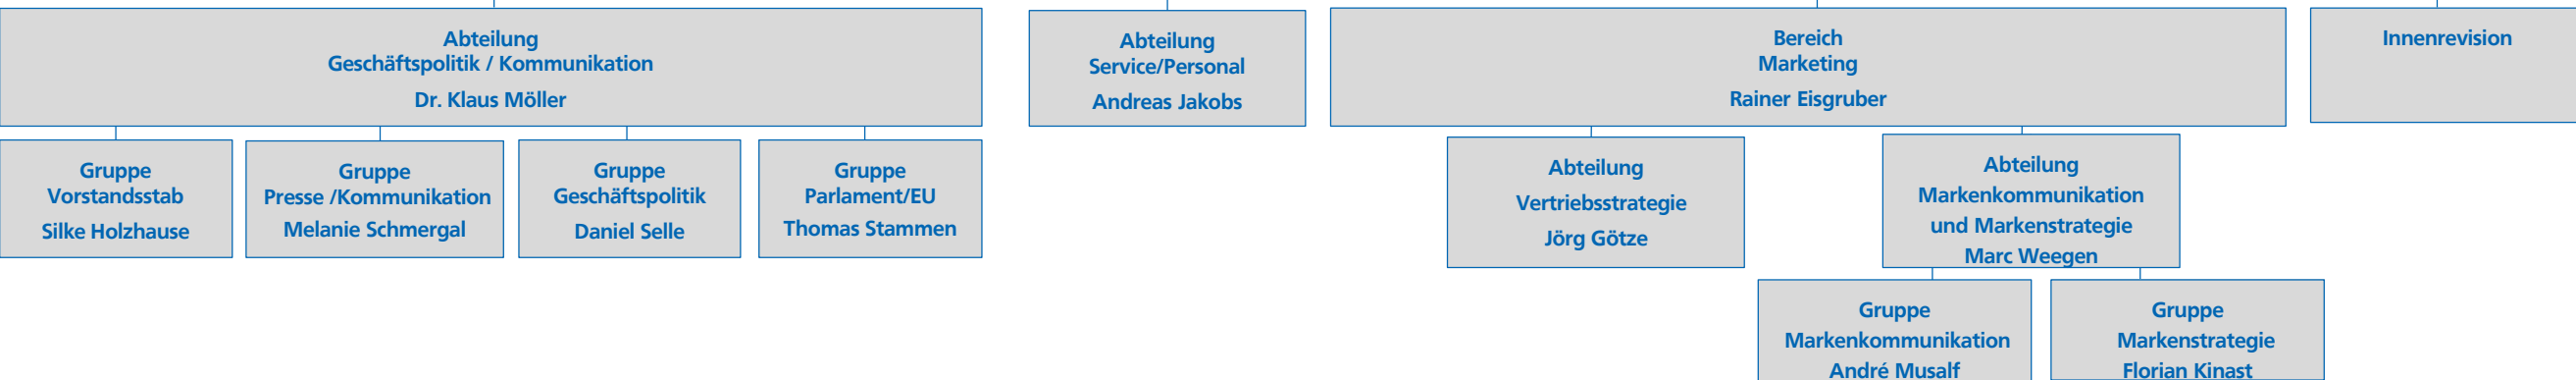 Abteilung
Geschäftspolitik / Kommunikation
Dr. Klaus Möller
Abteilung
Service/Personal
Andreas Jakobs
Bereich
Marketing
Rainer Eisgruber
Innenrevision
Gruppe
Vorstandsstab
Silke Holzhause
Gruppe
Presse /Kommunikation
Melanie Schmergal
Gruppe
Geschäftspolitik
Daniel Selle
Gruppe
Parlament/EU
Thomas Stammen
Abteilung
Vertriebsstrategie
Jörg Götze
Abteilung
Markenkommunikation
und Markenstrategie
Marc Weegen
Gruppe
Markenkommunikation
André Musalf
Gruppe
Markenstrategie
Florian Kinast